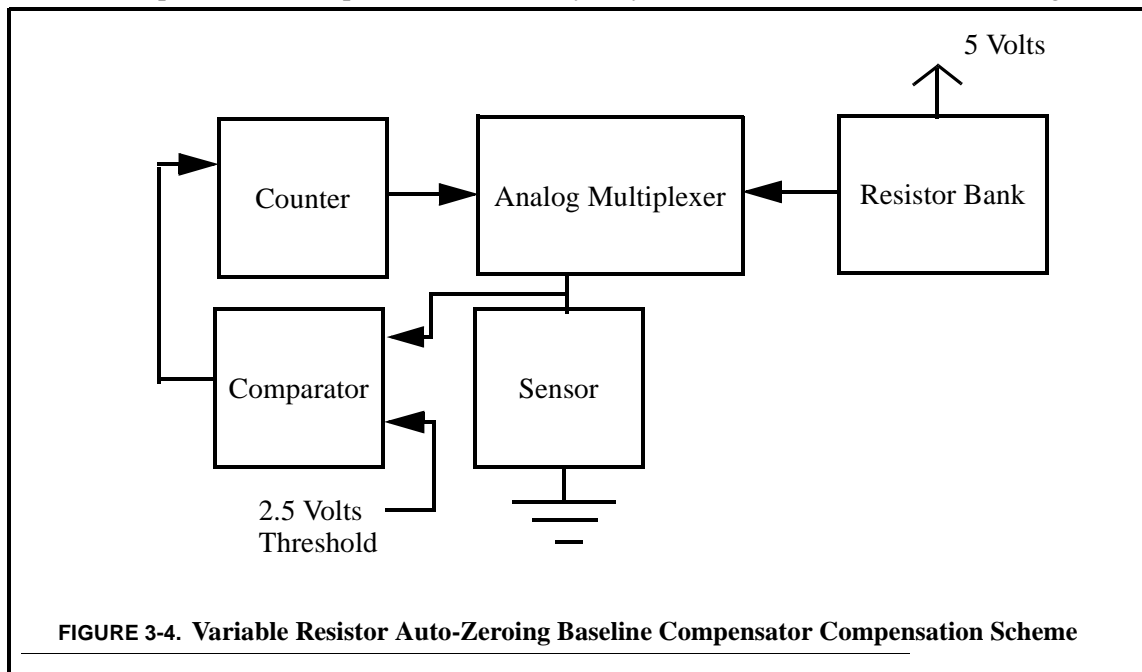 5 Volts
Counter
Analog Multiplexer
Resistor Bank
Comparator
Sensor
2.5 Volts
Threshold
FIGURE 3-4. Variable Resistor Auto-Zeroing Baseline Compensator Compensation Scheme